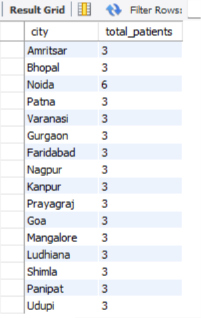 Result Grid Filter Rows:
city total_patients
Amritsar 3
Bhopal 3
Noida 6
Patna 3
Varanasi 3
Gurgaon 3
Faridabad 3
Nagpur 3
Kanpur 3
Prayagraj 3
Goa 3
Mangalore 3
Ludhiana 3
Shimla 3
Panipat 3
Udupi 3